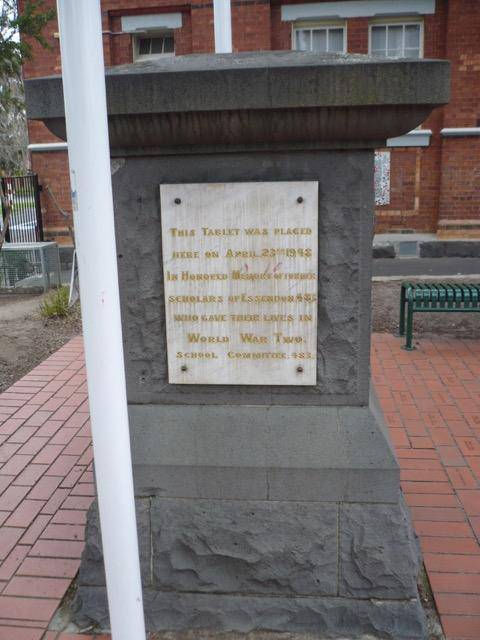 THIS TABLET WAS PLACED
HERE ON APRIL 23RD 1948
IN HONORED MEMORY OF FORMER
SCHOLARS OF ESSENDON 483
WHO GAVE THEIR LIVES IN
WORLD WAR TWO.
SCHOOL COMMITTEE. 483.